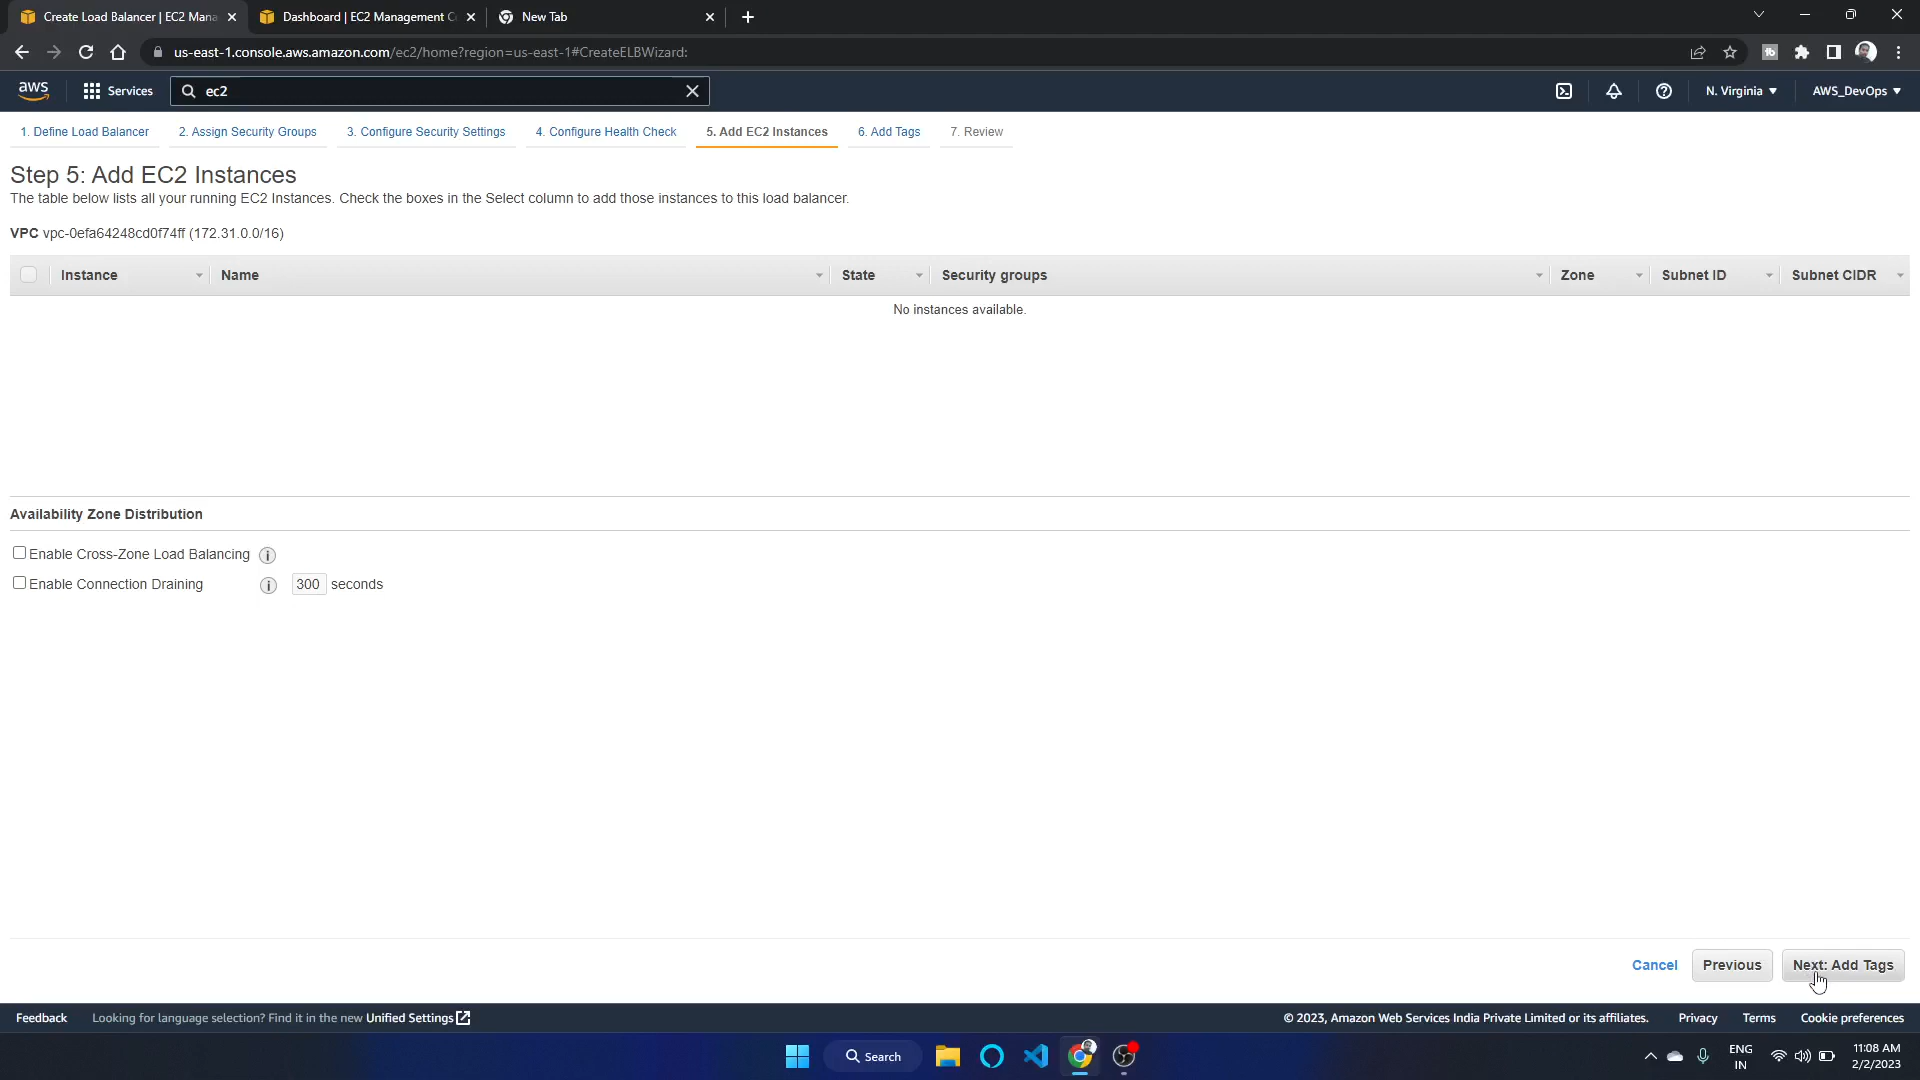 Create Load Balancer | EC2 Mana
Dashboard | EC2 Management C
New Tab
us-east-1.console.aws.amazon.com/ec2/home?region=us-east-1#CreateELBWizard:
aws
Services
ec2
N. Virginia
AWS_DevOps
1. Define Load Balancer
2. Assign Security Groups
3. Configure Security Settings
4. Configure Health Check
5. Add EC2 Instances
6. Add Tags
7. Review
Step 5: Add EC2 Instances
The table below lists all your running EC2 Instances. Check the boxes in the Select column to add those instances to this load balancer.
VPC vpc-0efa64248cd0f74ff (172.31.0.0/16)
Instance
Name
State
Security groups
Zone
Subnet ID
Subnet CIDR
No instances available.
Availability Zone Distribution
Enable Cross-Zone Load Balancing
Enable Connection Draining
300 seconds
Cancel
Previous
Next: Add Tags
Feedback
Looking for language selection? Find it in the new Unified Settings
© 2023, Amazon Web Services India Private Limited or its affiliates.
Privacy
Terms
Cookie preferences
Search
ENG
IN
11:08 AM
2/2/2023